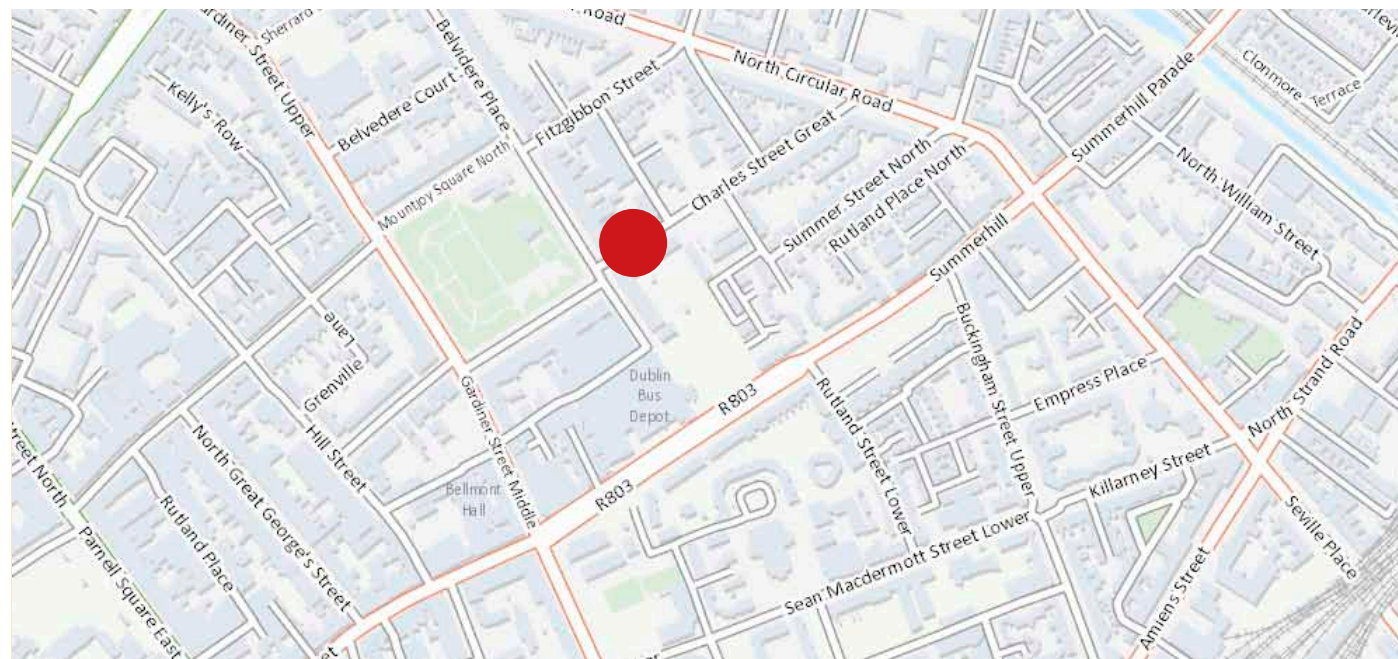 Road
Sherrard
Gardiner Street Upper
Belvidere Place
Kelly's Row
Belvedere Court
Fitzgibbon Street
North Circular Road
Clonmore Terrace
Summerhill Parade
Mountjoy Square North
Charles Street Great
Summer Street North
Rutland Place North
North William Street
Summerhill
Lane
Grenville
Dublin
Bus
Depot
R803
Buckingham Street Upper
Empress Place
North Strand Road
Hill Street
Gardiner Street Middle
Rutland Street Lower
North Great George's Street
Bellmont
Hall
R803
Killarney Street
Street North
Rutland Place
Parnell Square East
Sean Macdermott Street Lower
Seville Place
Amiens Street